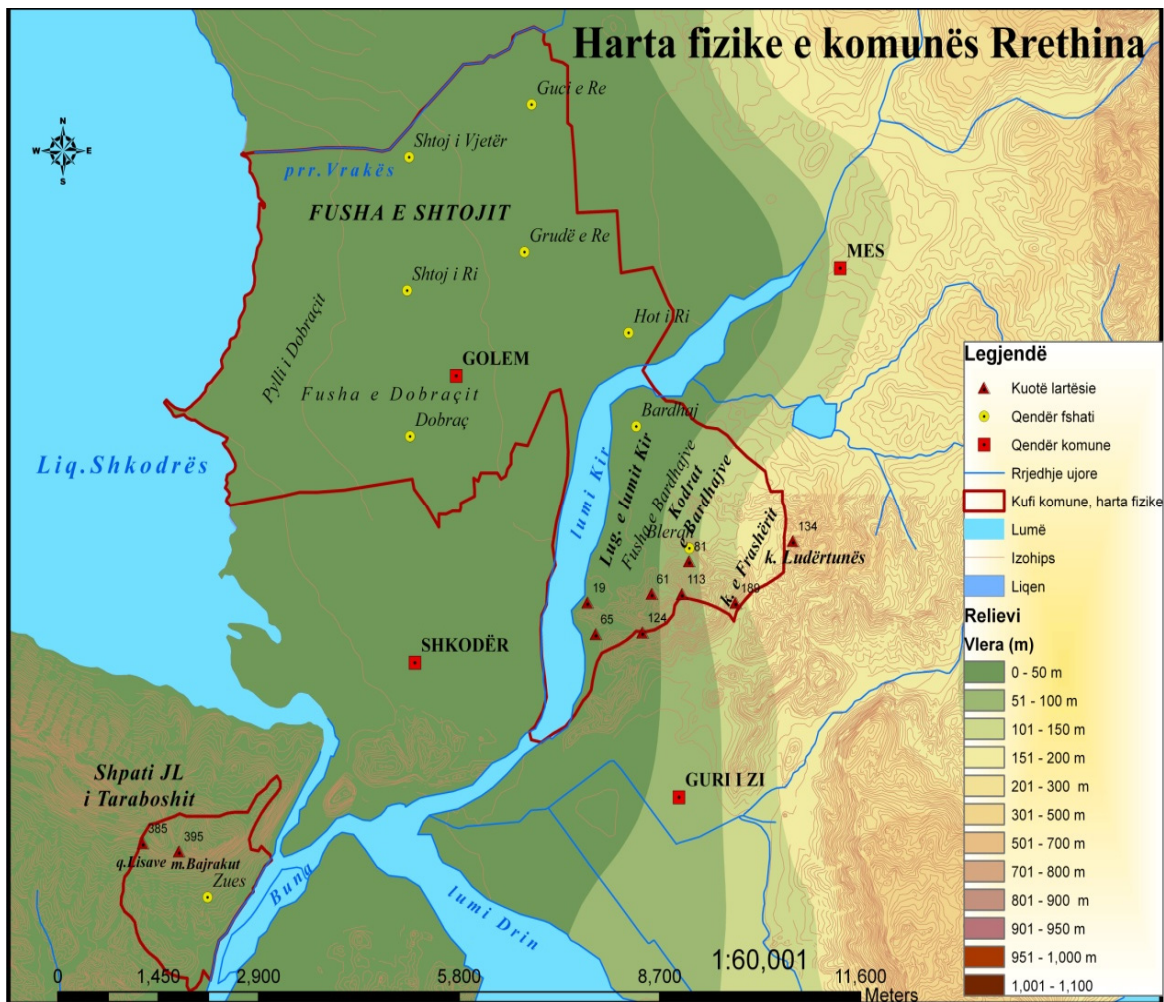 Harta fizike e komunës Rrethina
N
W E
S
Guci e Re
Shtoj i Vjetër
prr.Vrakës
FUSHA E SHTOJIT
Grudë e Re
MES
Shtoj i Ri
Hot i Ri
Pylli i Dobraçit
GOLEM
Fusha e Dobraçit
Dobraç
Bardhaj
Liq.Shkodrës
lumi Kir
Lug. e lumit Kir
Fusha e Bardhajve
Kodrat
e Bardhajve
Bleran
81
k. e Frashërit
134
k. Ludërtunës
19
61
113
189
65
124
SHKODËR
GURI I ZI
Shpati JL
i Taraboshit
385
395
q.Lisave
m.Bajrakut
Zues
Buna
lumi Drin
Legjendë
Kuotë lartësie
Qendër fshati
Qendër komune
Rrjedhje ujore
Kufi komune, harta fizike
Lumë
Izohips
Liqen
Relievi
Vlera (m)
0 - 50 m
51 - 100 m
101 - 150 m
151 - 200 m
201 - 300 m
301 - 500 m
501 - 700 m
701 - 800 m
801 - 900 m
901 - 950 m
951 - 1,000 m
1,001 - 1,100
1:60,001
0 1,450 2,900 5,800 8,700 11,600
Meters